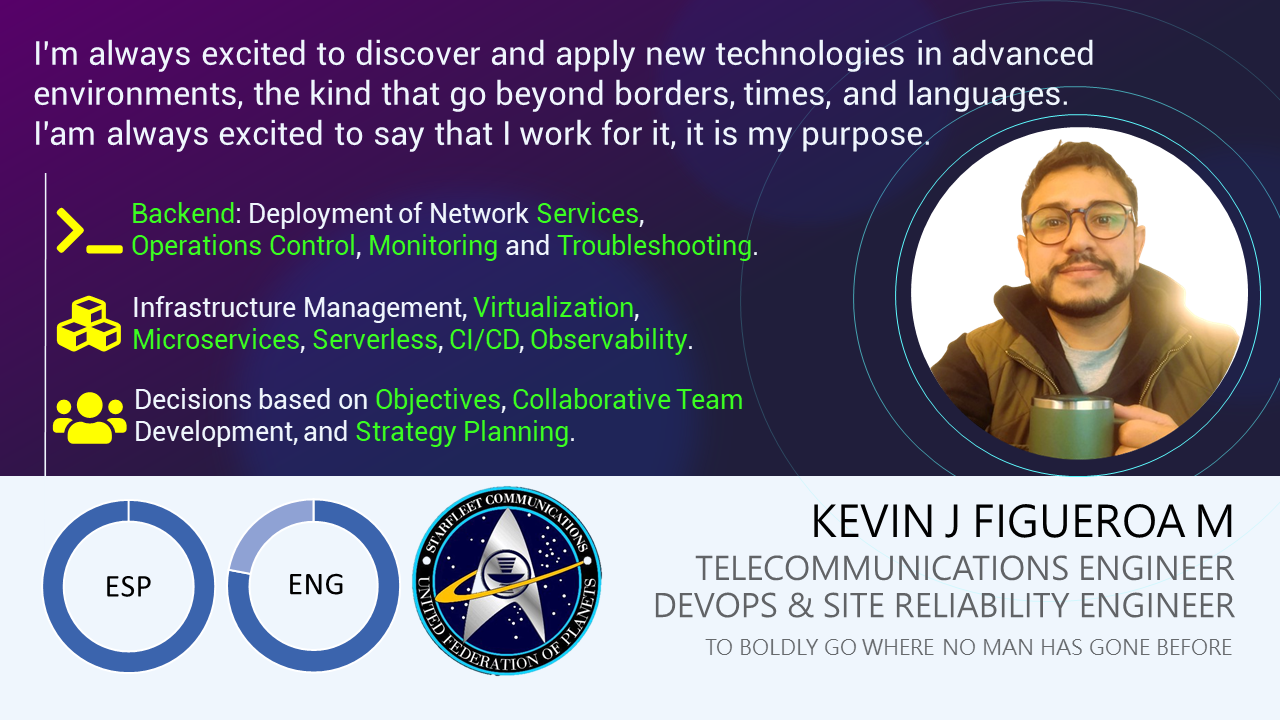 I'm always excited to discover and apply new technologies in advanced
environments, the kind that go beyond borders, times, and languages.
I'am always excited to say that I work for it, it is my purpose.
Backend: Deployment of Network Services,
Operations Control, Monitoring and Troubleshooting.
Infrastructure Management, Virtualization,
Microservices, Serverless, CI/CD, Observability.
Decisions based on Objectives, Collaborative Team
Development, and Strategy Planning.
ESP
ENG
STARFLEET COMMUNICATIONS
UNITED FEDERATION OF PLANETS
KEVIN J FIGUEROA M
TELECOMMUNICATIONS ENGINEER
DEVOPS & SITE RELIABILITY ENGINEER
TO BOLDLY GO WHERE NO MAN HAS GONE BEFORE